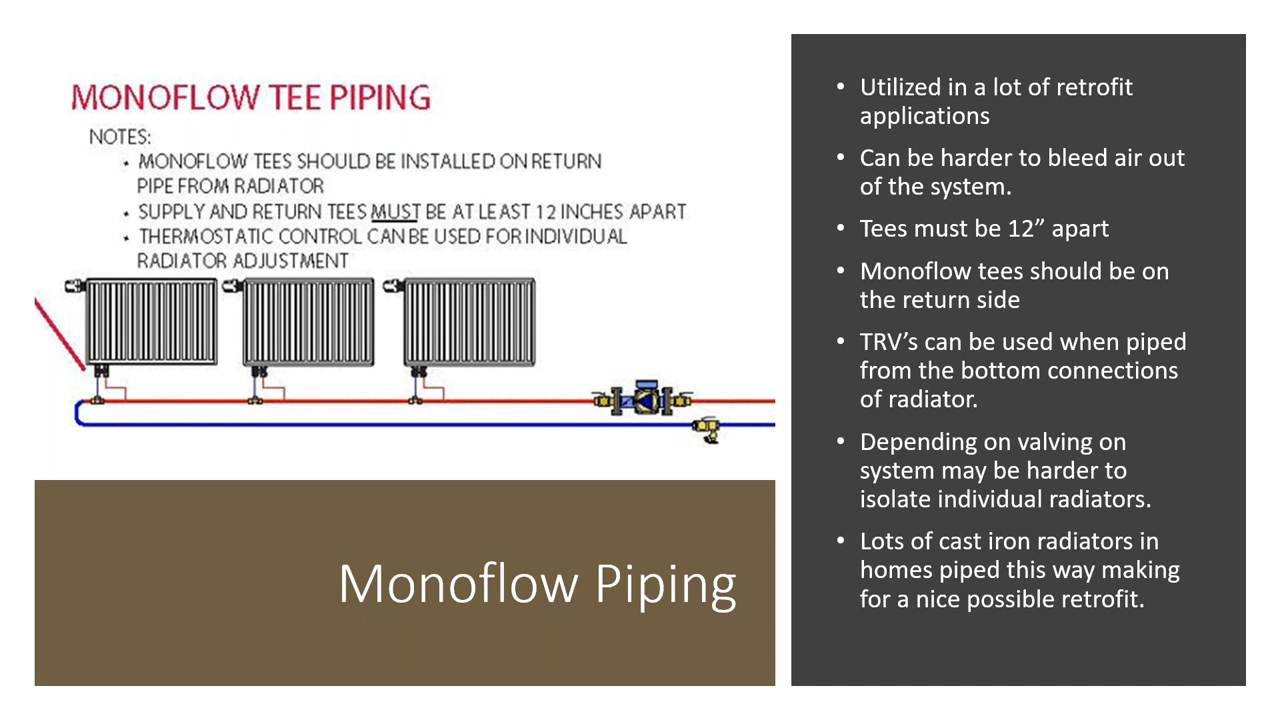 MONOFLOW TEE PIPING
NOTES:
• MONOFLOW TEES SHOULD BE INSTALLED ON RETURN
PIPE FROM RADIATOR
• SUPPLY AND RETURN TEES MUST BE AT LEAST 12 INCHES APART
• THERMOSTATIC CONTROL CAN BE USED FOR INDIVIDUAL
RADIATOR ADJUSTMENT
Monoflow Piping
• Utilized in a lot of retrofit
applications
• Can be harder to bleed air out
of the system.
• Tees must be 12” apart
• Monoflow tees should be on
the return side
• TRV’s can be used when piped
from the bottom connections
of radiator.
• Depending on valving on
system may be harder to
isolate individual radiators.
• Lots of cast iron radiators in
homes piped this way making
for a nice possible retrofit.